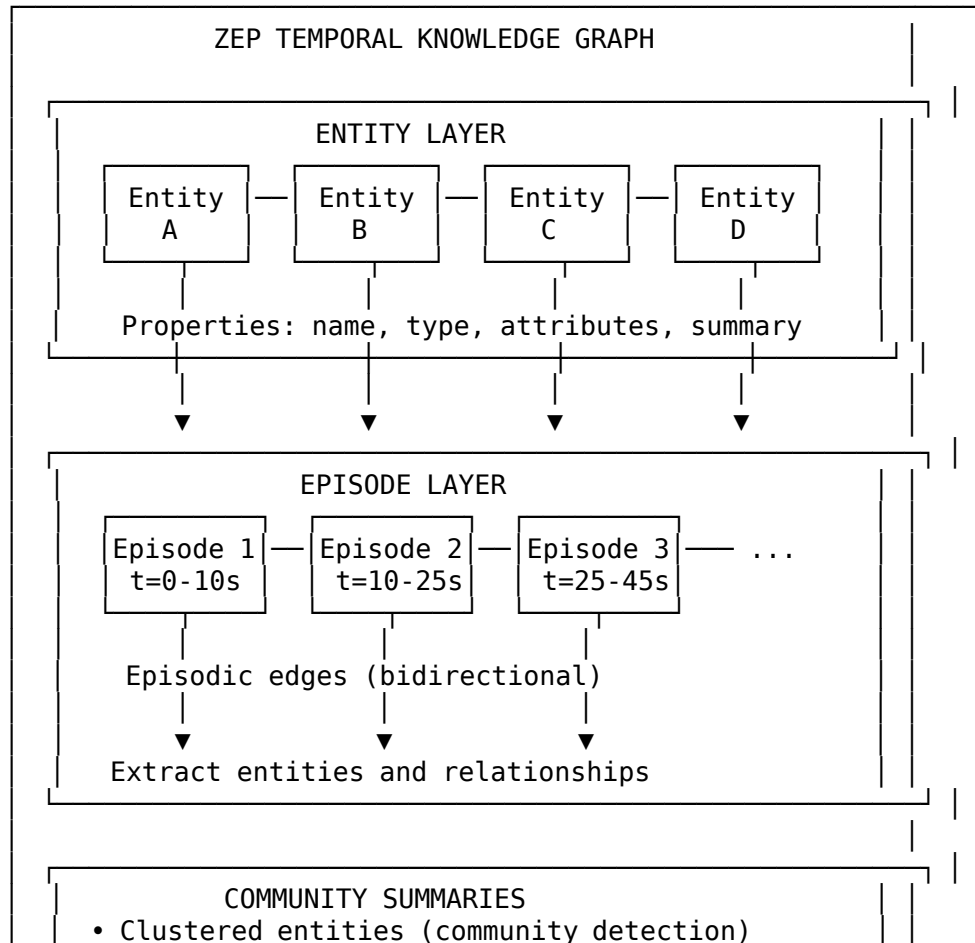 ZEP TEMPORAL KNOWLEDGE GRAPH
ENTITY LAYER
Entity Entity Entity Entity
A B C D
Properties: name, type, attributes, summary
EPISODE LAYER
Episode 1 Episode 2 Episode 3 ...
t=0-10s t=10-25s t=25-45s
Episodic edges (bidirectional)
Extract entities and relationships
COMMUNITY SUMMARIES
• Clustered entities (community detection)